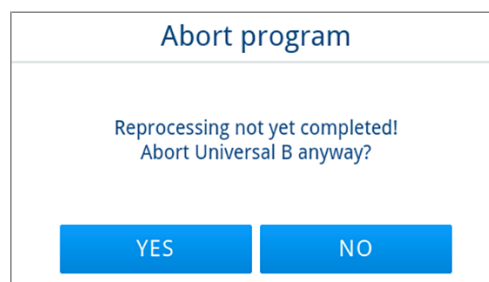 Abort program
Reprocessing not yet completed!
Abort Universal B anyway?
YES
NO